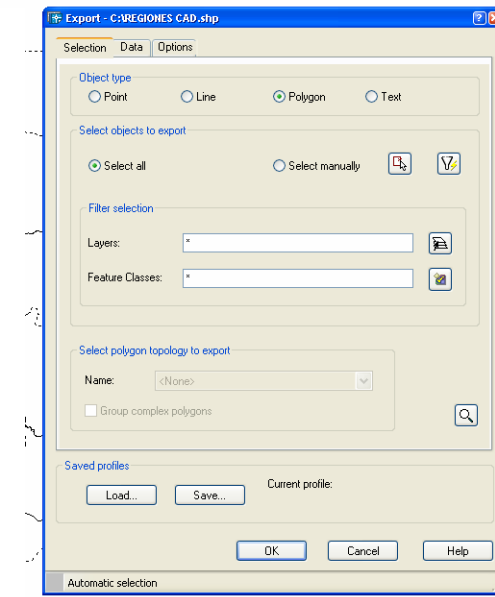 Export - C:\REGIONES CAD.shp
Selection Data Options
Object type
Point Line Polygon Text
Select objects to export
Select all Select manually
Filter selection
Layers: *
Feature Classes: *
Select polygon topology to export
Name: <None>
Group complex polygons
Saved profiles
Load... Save... Current profile:
OK Cancel Help
Automatic selection